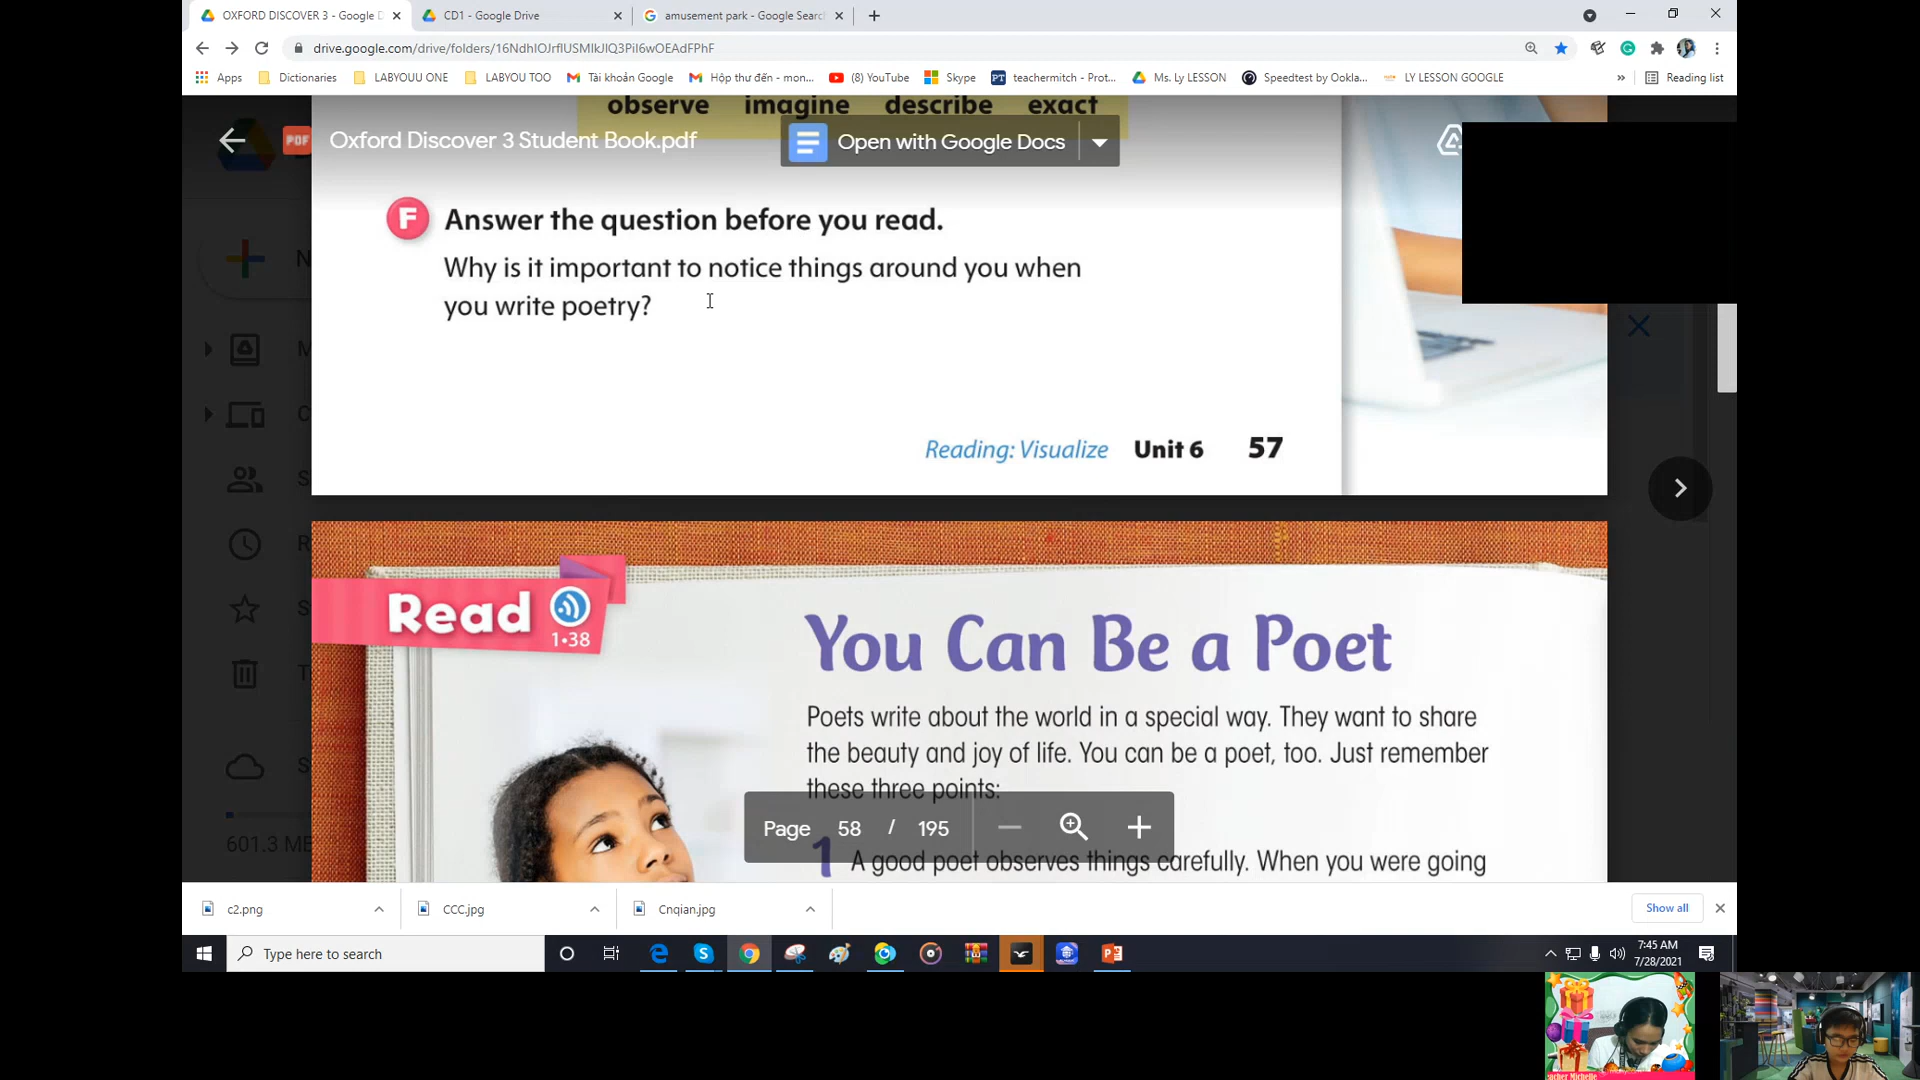 OXFORD DISCOVER 3 - Google D
CD1 - Google Drive
amusement park - Google Searc
drive.google.com/drive/folders/16NdhIOJrflUSMlkJIQ3PiI6wOEAdFPhF
Apps
Dictionaries
LABYOUU ONE
LABYOU TOO
Tài khoản Google
Hộp thư đến - mon...
(8) YouTube
Skype
teachermitch - Prot...
Ms. Ly LESSON
Speedtest by Ookla...
LY LESSON GOOGLE
»
Reading list
observe imagine describe exact
PDF
Oxford Discover 3 Student Book.pdf
Open with Google Docs
F Answer the question before you read.
Why is it important to notice things around you when
you write poetry?
Reading: Visualize Unit 6 57
Read
1•38
You Can Be a Poet
Poets write about the world in a special way. They want to share
the beauty and joy of life. You can be a poet, too. Just remember
these three points:
Page 58 / 195
1 A good poet observes things carefully. When you were going
601.3 M
c2.png
CCC.jpg
Cnqian.jpg
Show all
Type here to search
7:45 AM
7/28/2021